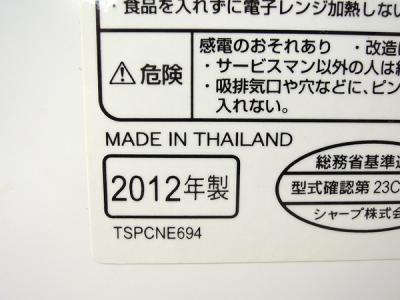 ・食品を入れずに電子レンジ加熱しない
感電のおそれあり ・改造
・サービスマン以外の人は
⚠危険
・吸排気口や穴などに、ピン
入れない。
MADE IN THAILAND
2012年製
総務省基準
型式確認第23C
シャープ株式会
TSPCNE694